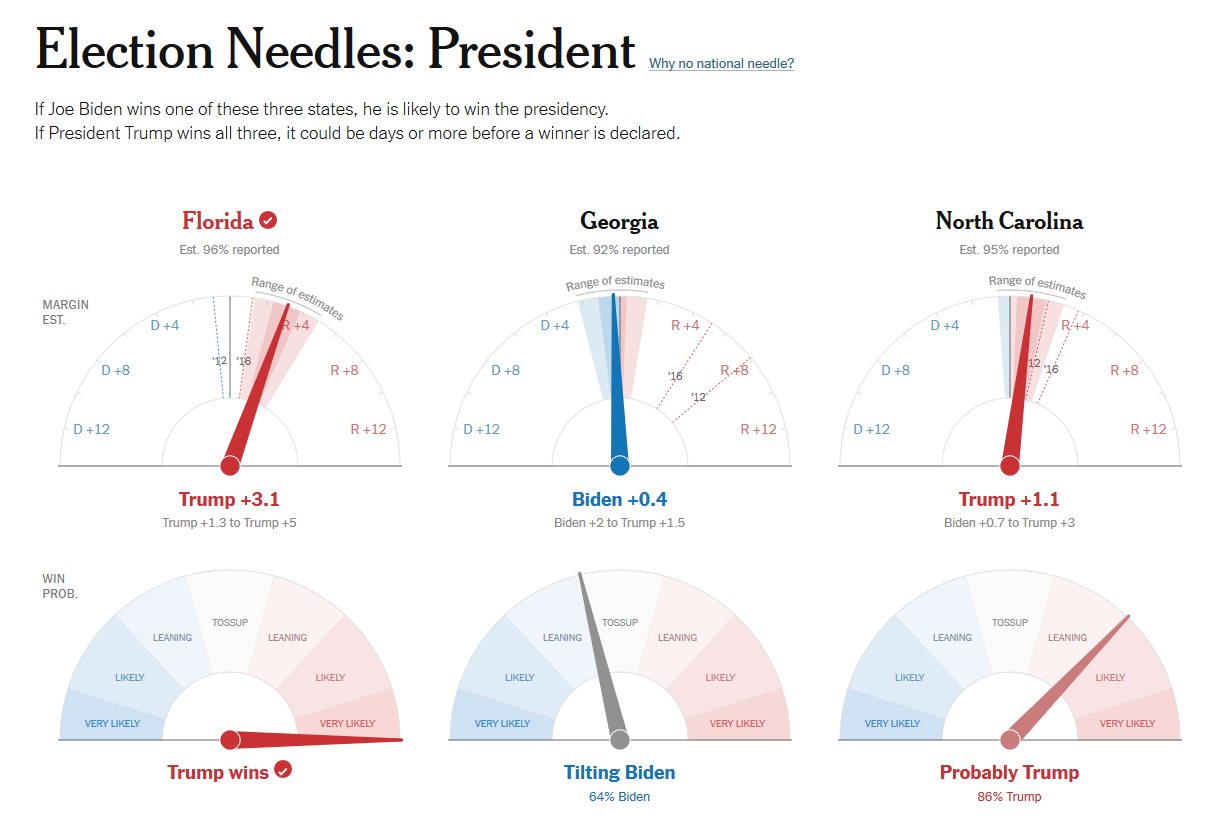 Election Needles: President
Why no national needle?
If Joe Biden wins one of these three states, he is likely to win the presidency.
If President Trump wins all three, it could be days or more before a winner is declared.
Florida
Est. 96% reported
Georgia
Est. 92% reported
North Carolina
Est. 95% reported
MARGIN
EST.
Range of estimates
D +4
R +4
'12
'16
D +8
R +8
D +12
R +12
Trump +3.1
Trump +1.3 to Trump +5
Range of estimates
D +4
R +4
D +8
'16
R +8
'12
D +12
R +12
Biden +0.4
Biden +2 to Trump +1.5
Range of estimates
D +4
R +4
'12
'16
D +8
R +8
D +12
R +12
Trump +1.1
Biden +0.7 to Trump +3
WIN
PROB.
TOSSUP
LEANING
LEANING
LIKELY
LIKELY
VERY LIKELY
VERY LIKELY
Trump wins
TOSSUP
LEANING
LEANING
LIKELY
LIKELY
VERY LIKELY
VERY LIKELY
Tilting Biden
64% Biden
TOSSUP
LEANING
LEANING
LIKELY
LIKELY
VERY LIKELY
VERY LIKELY
Probably Trump
86% Trump